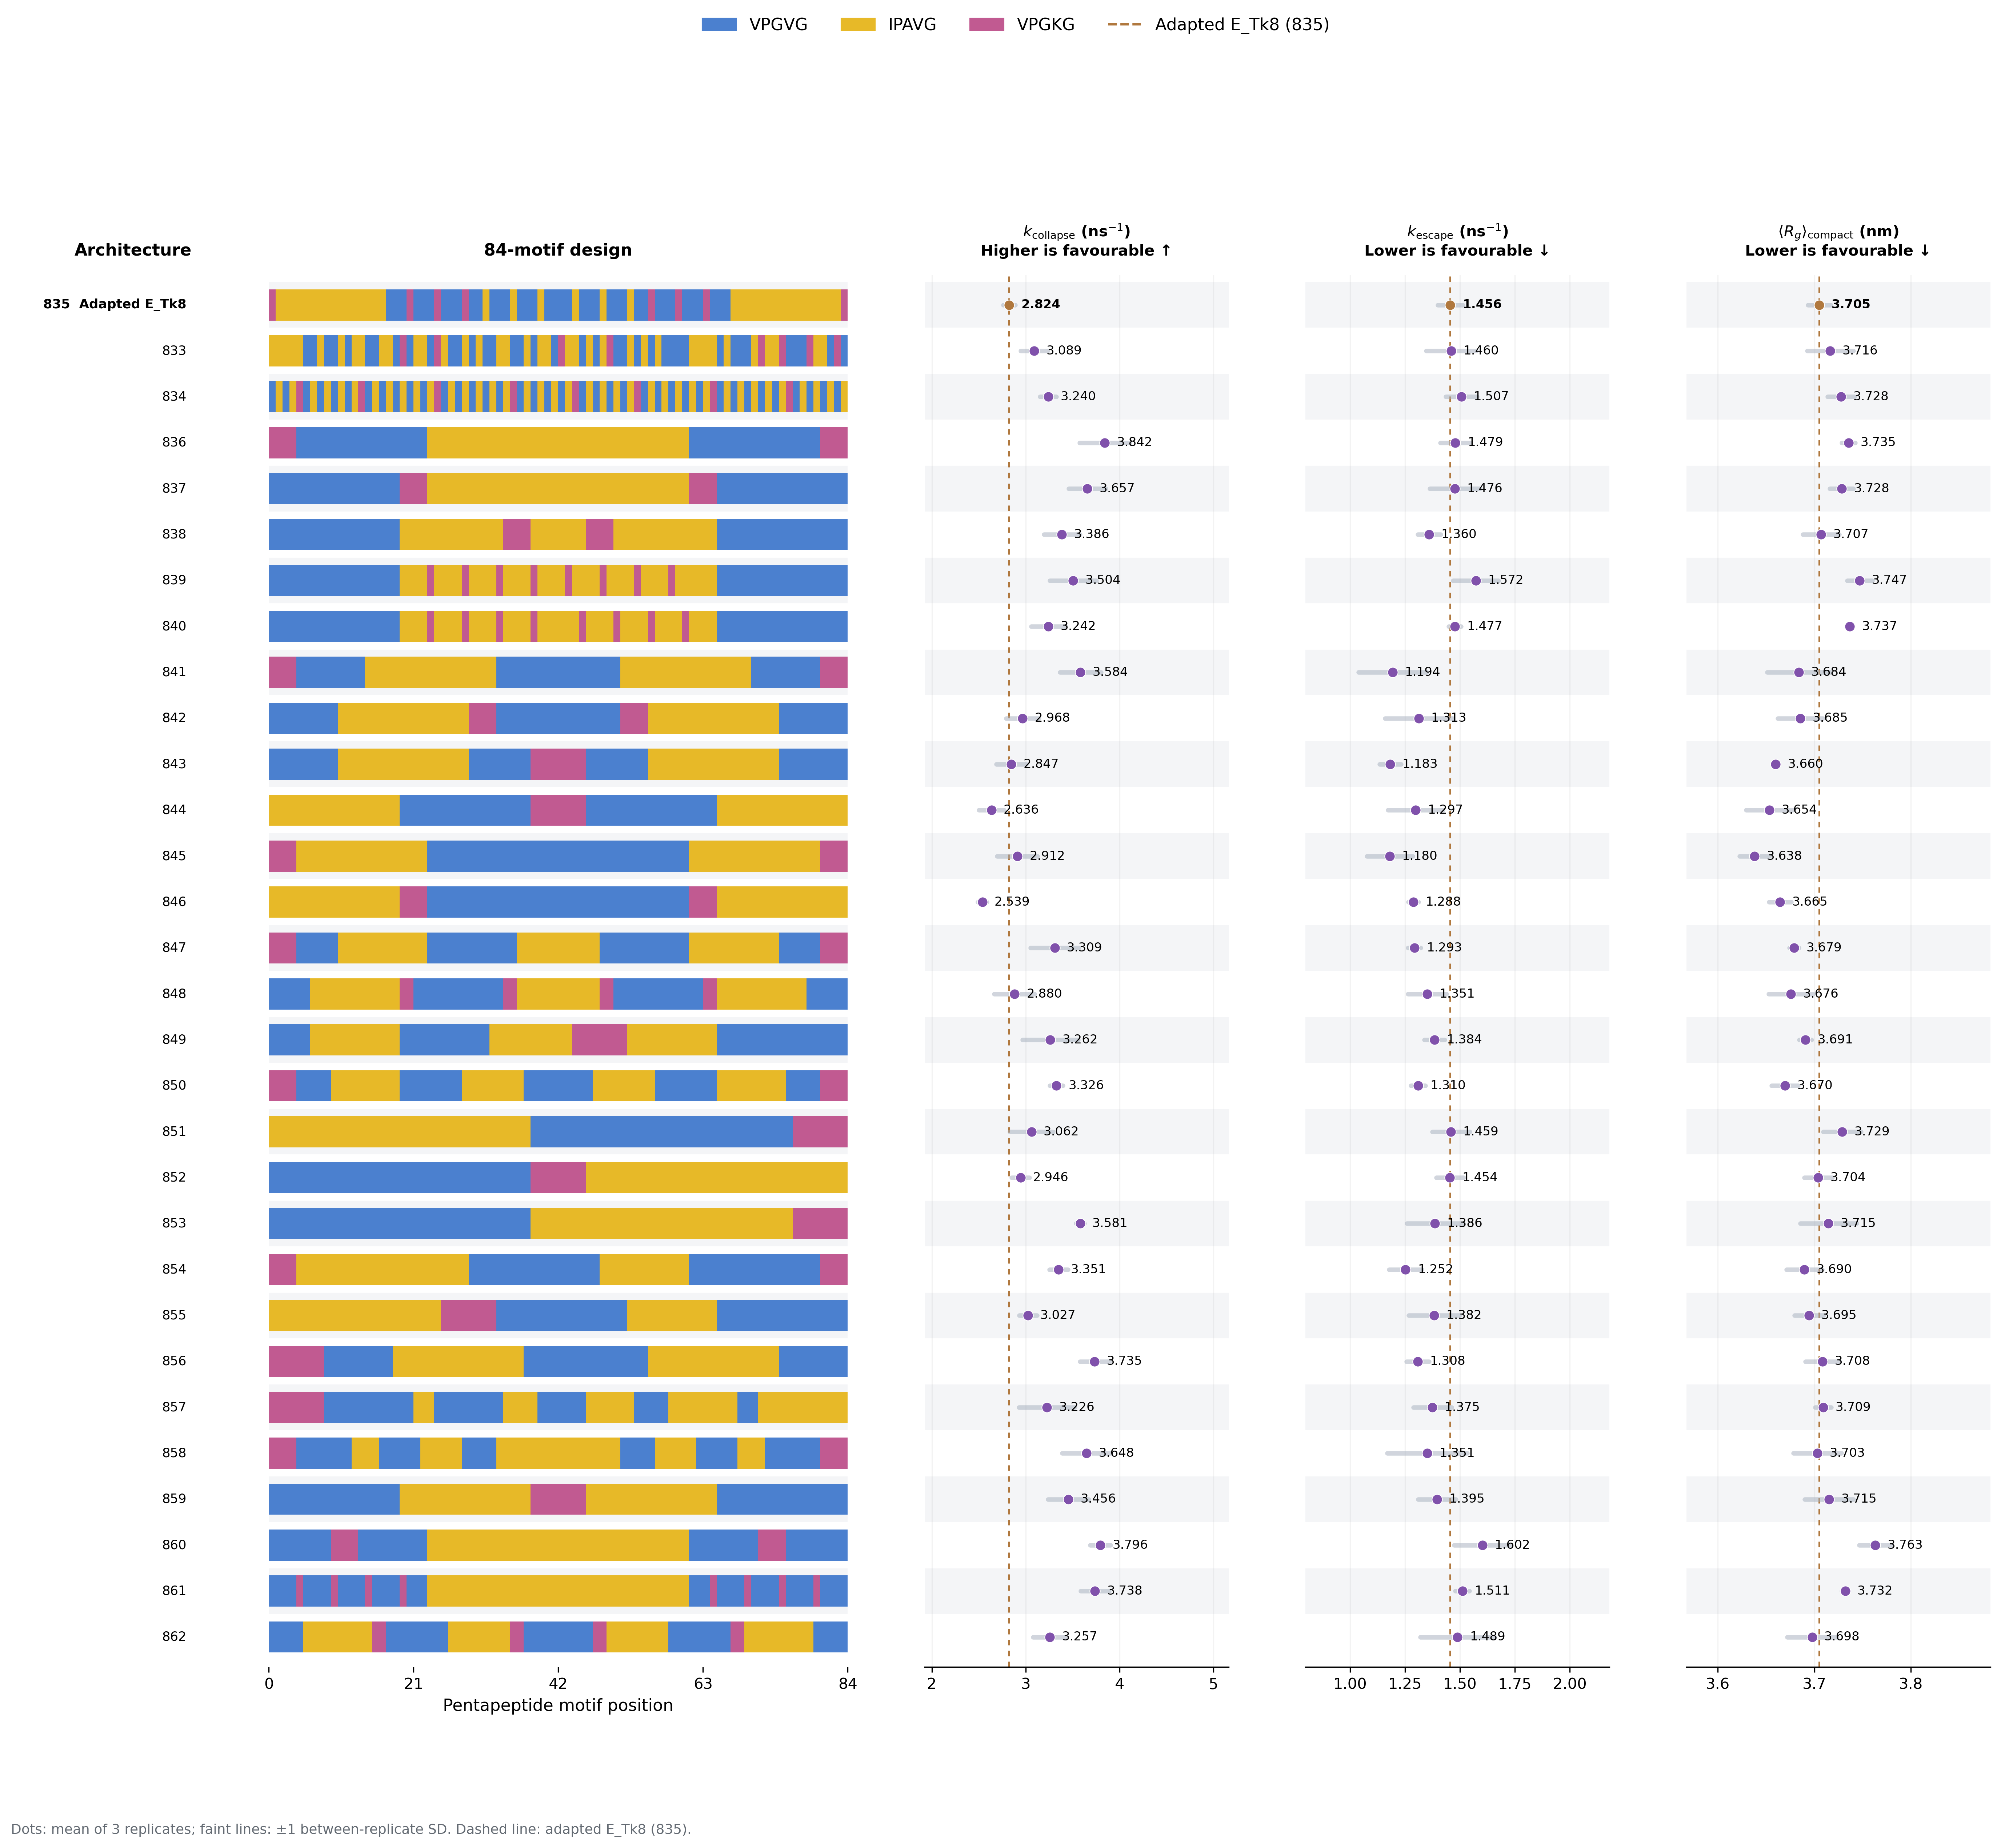 VPGVG IPAVG VPGKG Adapted E_Tk8 (835)
Architecture 84-motif design k_collapse (ns⁻¹) Higher is favourable ↑ k_escape (ns⁻¹) Lower is favourable ↓ ⟨R_g⟩_compact (nm) Lower is favourable ↓
835 Adapted E_Tk8 2.824 1.456 3.705
833 3.089 1.460 3.716
834 3.240 1.507 3.728
836 3.842 1.479 3.735
837 3.657 1.476 3.728
838 3.386 1.360 3.707
839 3.504 1.572 3.747
840 3.242 1.477 3.737
841 3.584 1.194 3.684
842 2.968 1.313 3.685
843 2.847 1.183 3.660
844 2.636 1.297 3.654
845 2.912 1.180 3.638
846 2.539 1.288 3.665
847 3.309 1.293 3.679
848 2.880 1.351 3.676
849 3.262 1.384 3.691
850 3.326 1.310 3.670
851 3.062 1.459 3.729
852 2.946 1.454 3.704
853 3.581 1.386 3.715
854 3.351 1.252 3.690
855 3.027 1.382 3.695
856 3.735 1.308 3.708
857 3.226 1.375 3.709
858 3.648 1.351 3.703
859 3.456 1.395 3.715
860 3.796 1.602 3.763
861 3.738 1.511 3.732
862 3.257 1.489 3.698
0 21 42 63 84 2 3 4 5 1.00 1.25 1.50 1.75 2.00 3.6 3.7 3.8
Pentapeptide motif position
Dots: mean of 3 replicates; faint lines: ±1 between-replicate SD. Dashed line: adapted E_Tk8 (835).